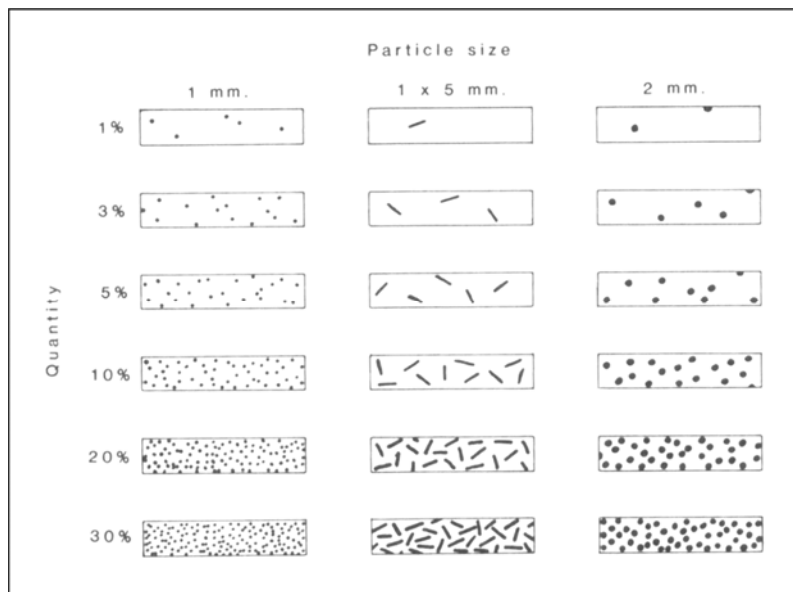 Particle size
1 mm.
1 x 5 mm.
2 mm.
Quantity
1%
3%
5%
10%
20%
30%